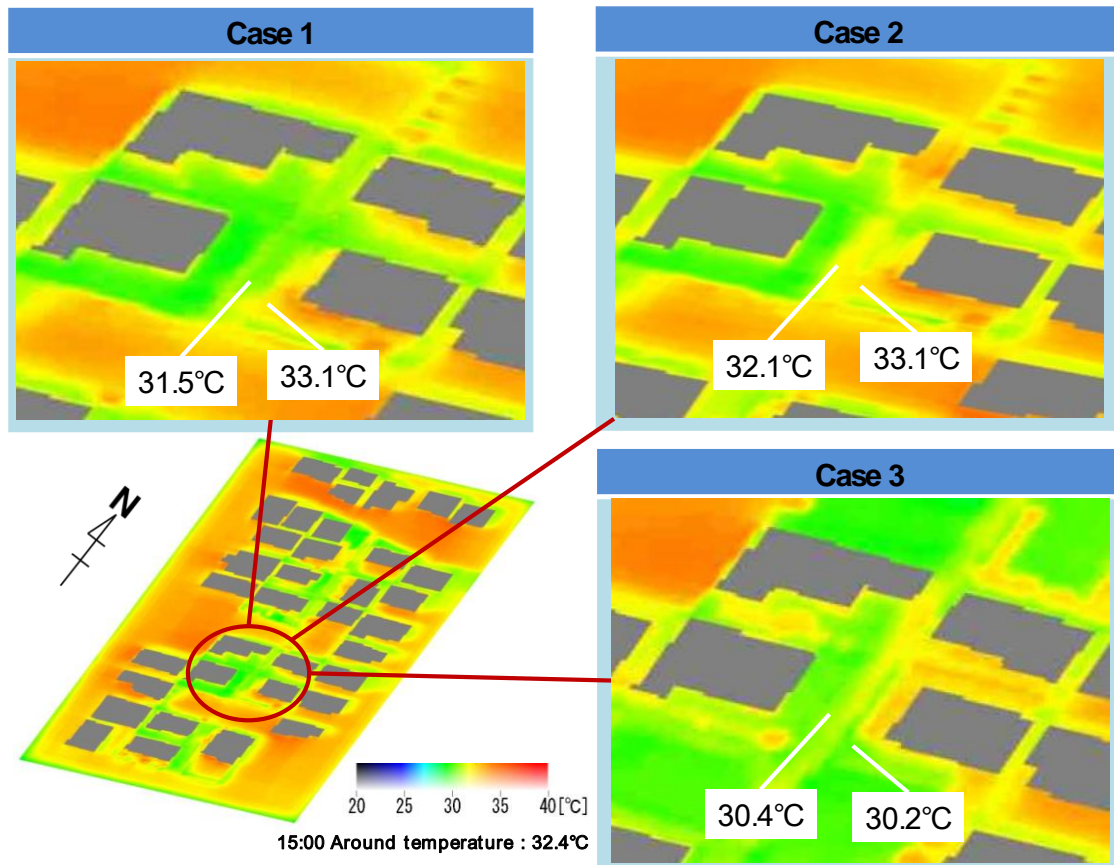 Case 1
31.5°C
33.1°C
Case 2
32.1°C
33.1°C
N
20 25 30 35 40[℃]
15:00 Around temperature : 32.4℃
Case 3
30.4°C
30.2°C